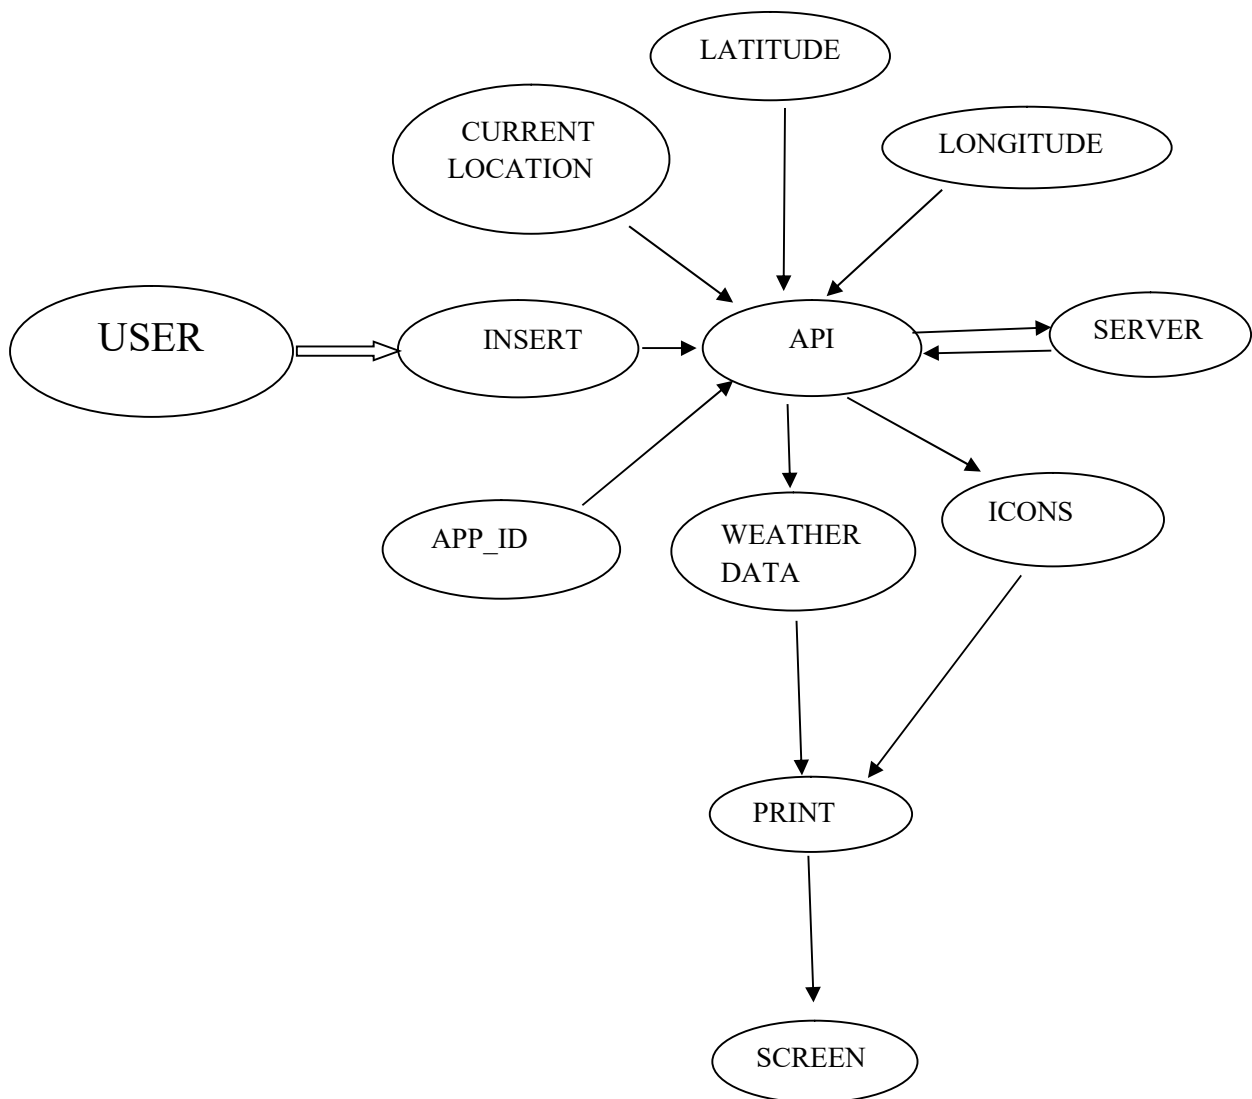 LATITUDE
CURRENT
LOCATION
LONGITUDE
USER
INSERT
API
SERVER
APP_ID
WEATHER
DATA
ICONS
PRINT
SCREEN